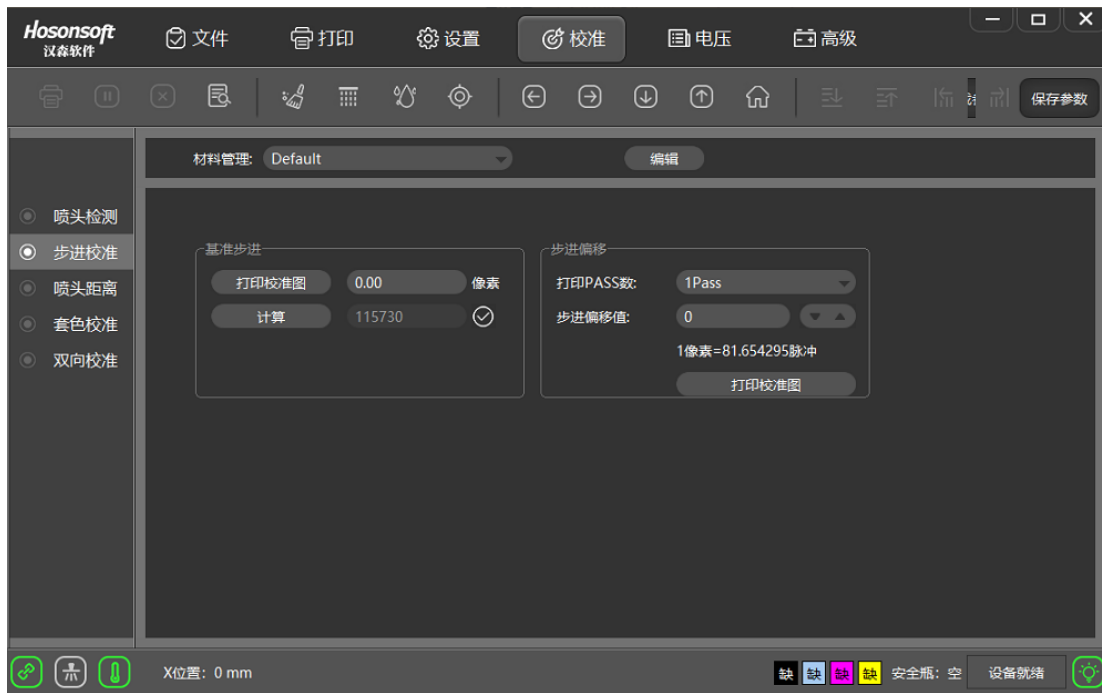 Hosonsoft
汉森软件
文件
打印
设置
校准
电压
高级
保存参数
材料管理: Default
编辑
喷头检测
步进校准
喷头距离
套色校准
双向校准
基准步进
打印校准图 0.00 像素
计算 115730
步进偏移
打印PASS数: 1Pass
步进偏移值: 0
1像素=81.654295脉冲
打印校准图
X位置: 0 mm
缺 缺 缺 缺 安全瓶: 空 设备就绪